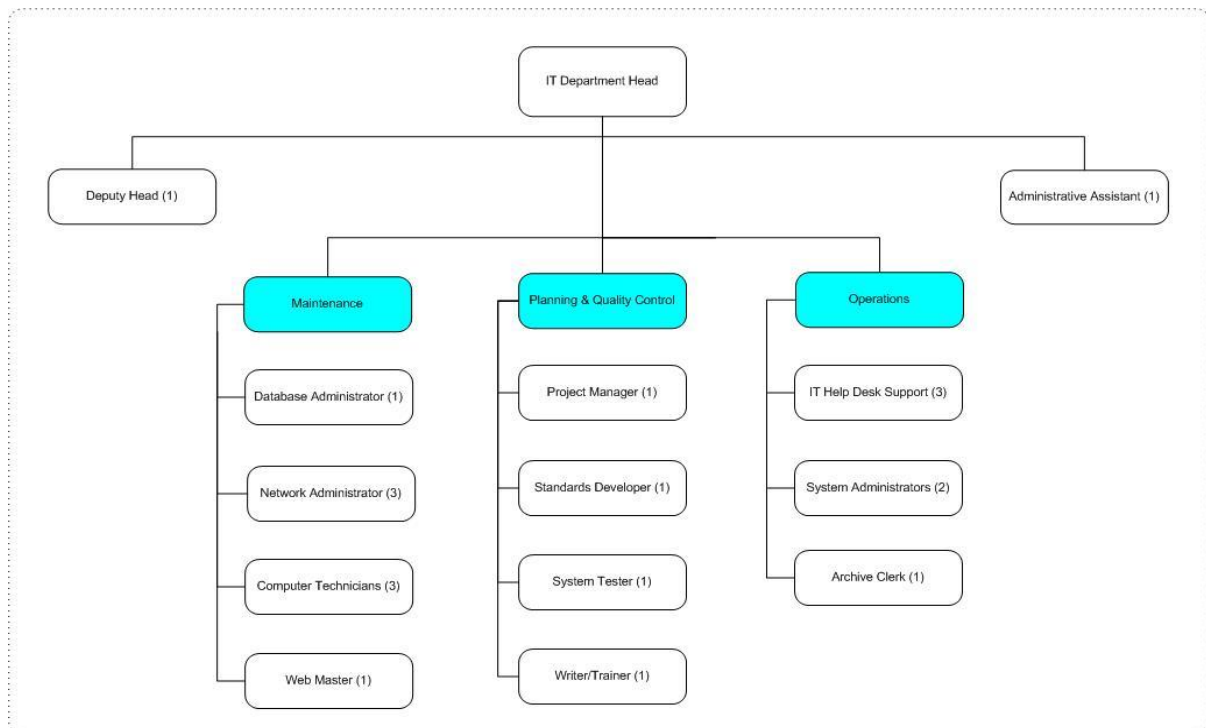 IT Department Head
Deputy Head (1)
Administrative Assistant (1)
Maintenance
Planning & Quality Control
Operations
Database Administrator (1)
Project Manager (1)
IT Help Desk Support (3)
Network Administrator (3)
Standards Developer (1)
System Administrators (2)
Computer Technicians (3)
System Tester (1)
Archive Clerk (1)
Web Master (1)
Writer/Trainer (1)